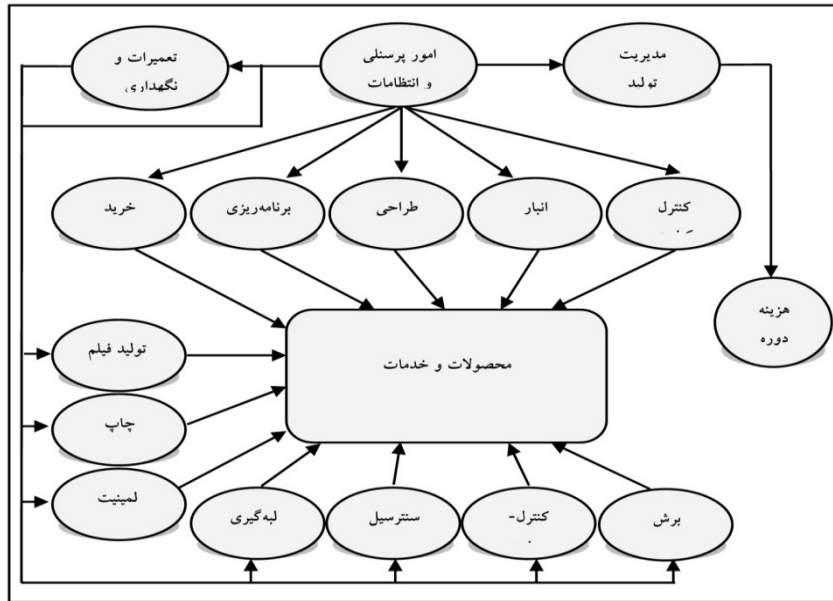 مدیریت
تولید
امور پرسنلی
و انتظامات
تعمیرات و
نگهداری
کنترل
انبار
طراحی
برنامه‌ریزی
خرید
هزینه
دوره
محصولات و خدمات
تولید فیلم
چاپ
لمینیت
برش
کنترل-
سنترسیل
لبه‌گیری